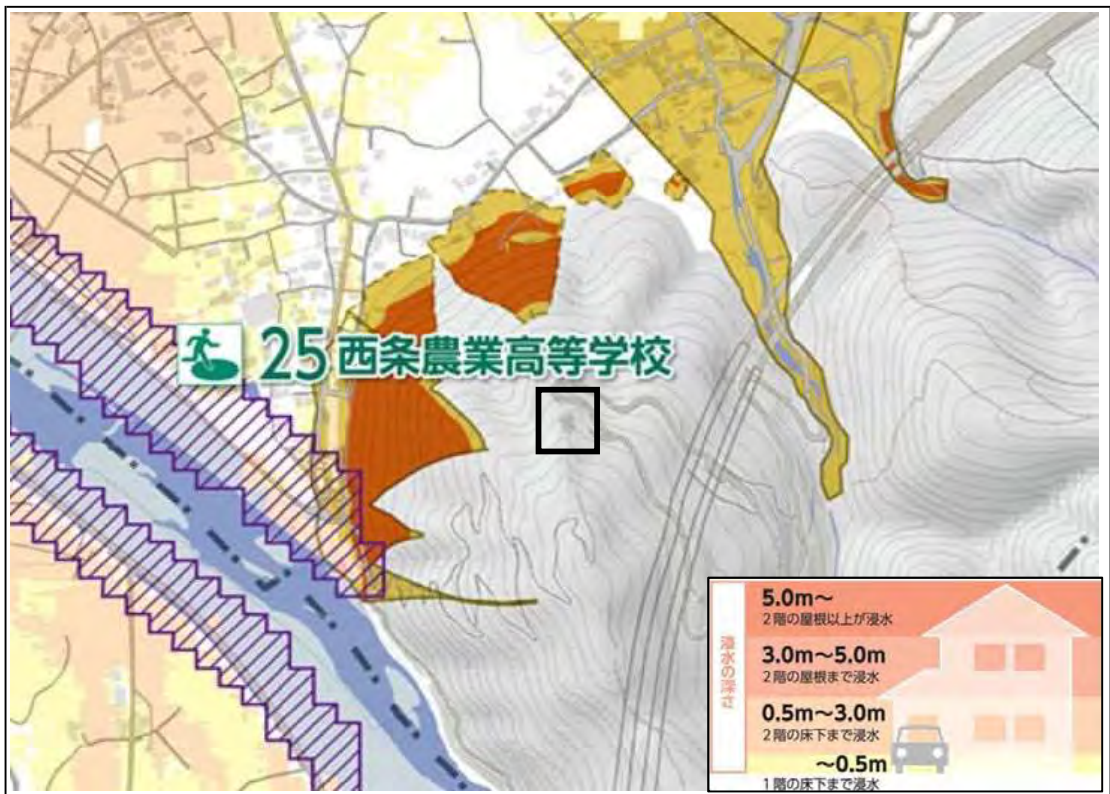 25 西条農業高等学校
浸水の深さ
5.0m～
2階の屋根以上が浸水
3.0m～5.0m
2階の屋根まで浸水
0.5m～3.0m
2階の床下まで浸水
～0.5m
1階の床下まで浸水